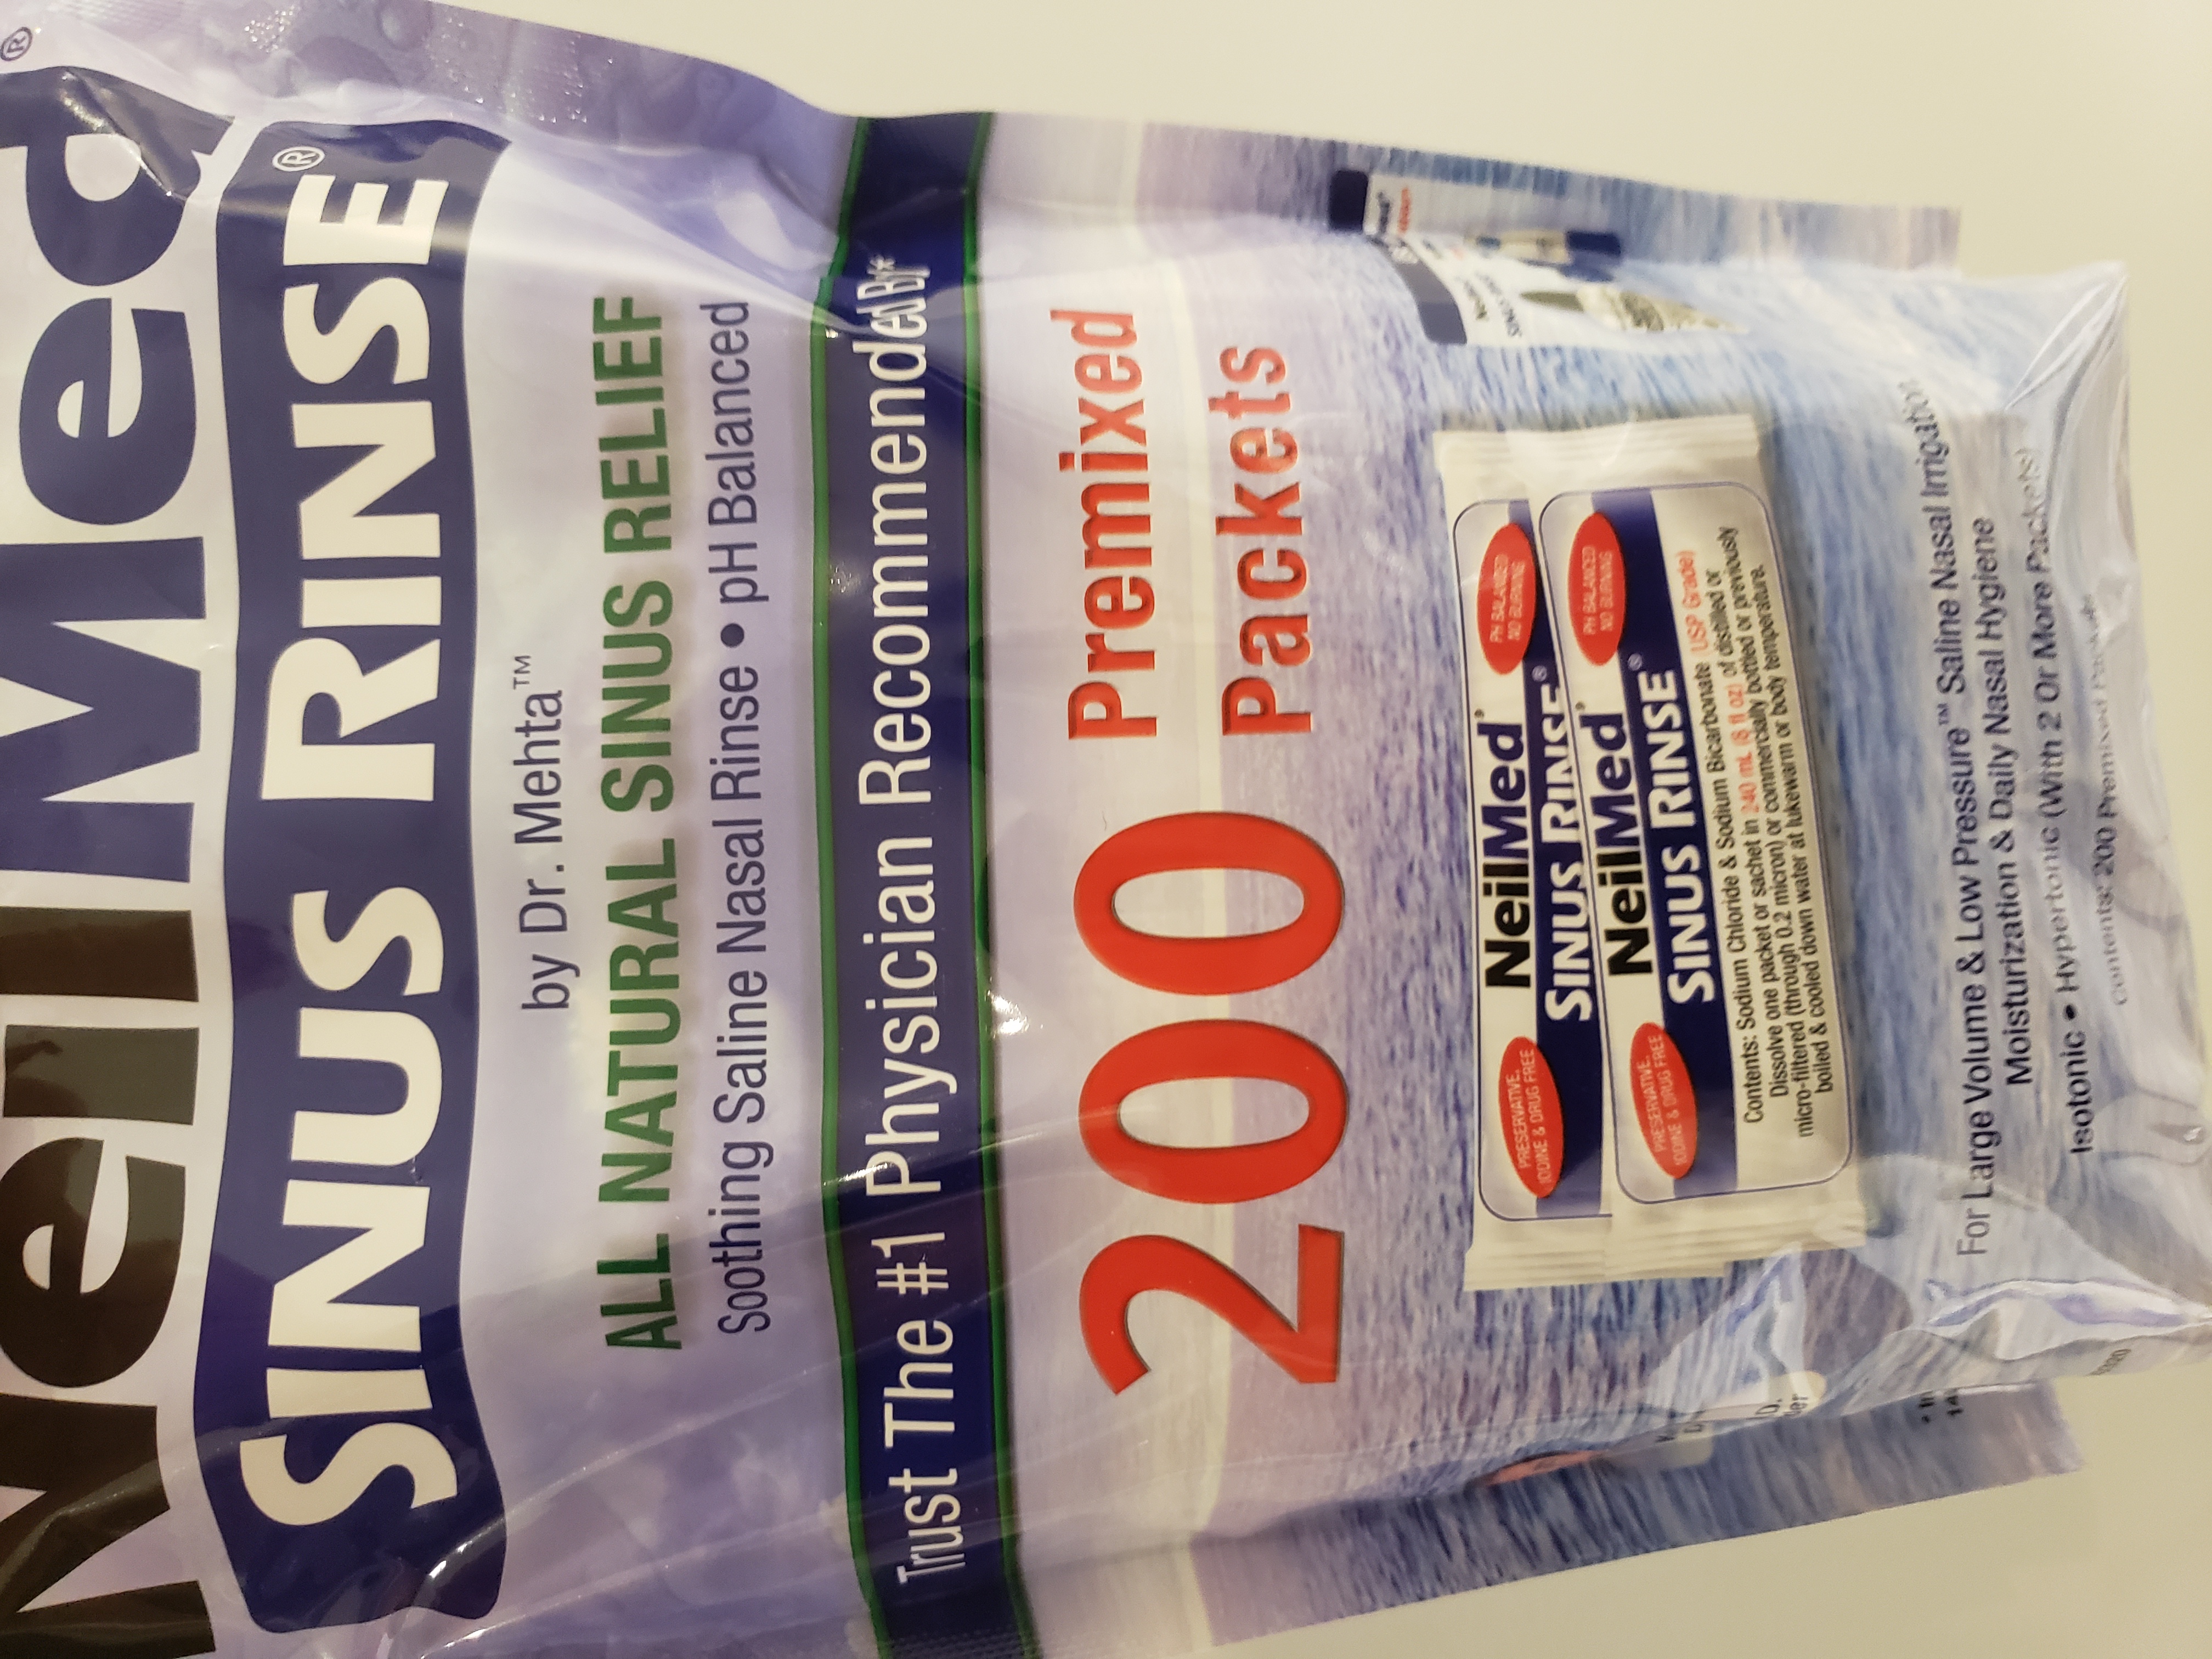 NeilMed®
SINUS RINSE®
by Dr. Mehta™
ALL NATURAL SINUS RELIEF
Soothing Saline Nasal Rinse • pH Balanced
Trust The #1 Physician Recommended By*
200 Premixed
Packets
PRESERVATIVE,
IODINE & DRUG FREE
NeilMed®
PH BALANCED
NO BURNING
SINUS RINSE®
PRESERVATIVE,
IODINE & DRUG FREE
NeilMed®
PH BALANCED
NO BURNING
SINUS RINSE®
Contents: Sodium Chloride & Sodium Bicarbonate (USP Grade)
Dissolve one packet or sachet in 240 mL (8 fl oz) of distilled or
micro-filtered (through 0.2 micron) or commercially bottled or previously
boiled & cooled down water at lukewarm or body temperature.
For Large Volume & Low Pressure™ Saline Nasal Irrigation
Moisturization & Daily Nasal Hygiene
Isotonic • Hypertonic (With 2 Or More Packets)
Contents: 200 Premixed Packets